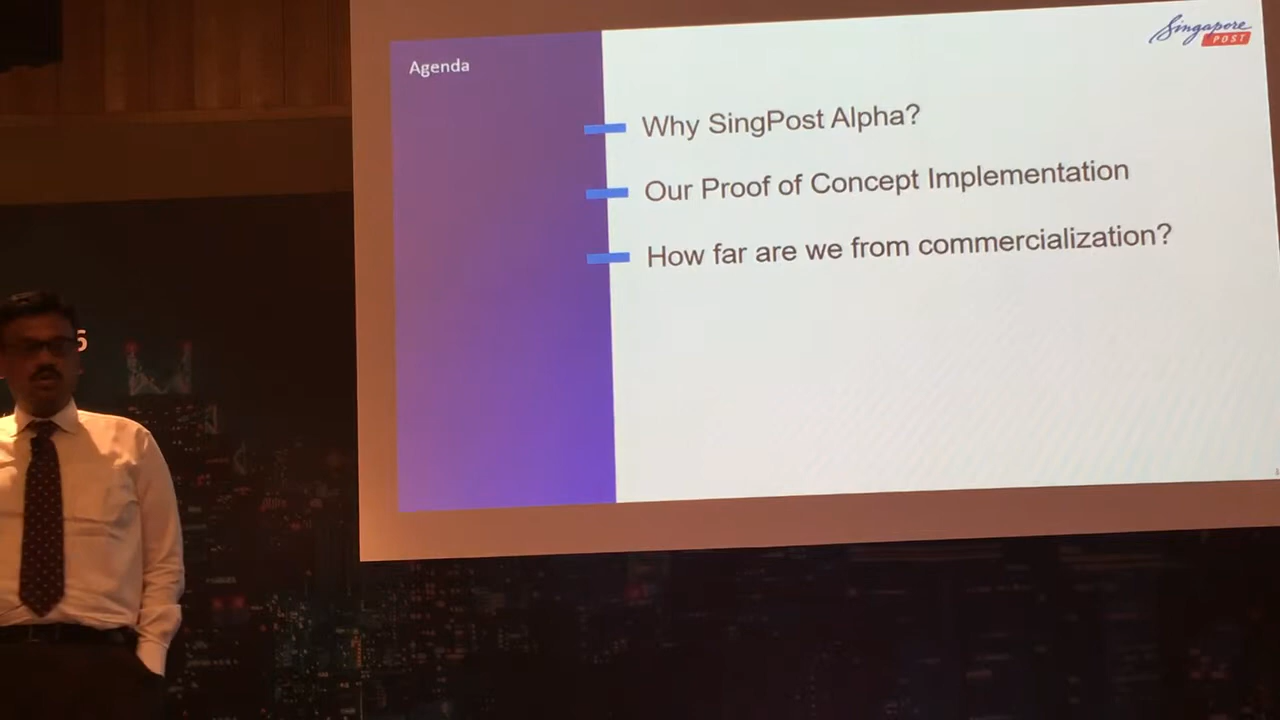 Singapore
POST
Agenda
Why SingPost Alpha?
Our Proof of Concept Implementation
How far are we from commercialization?